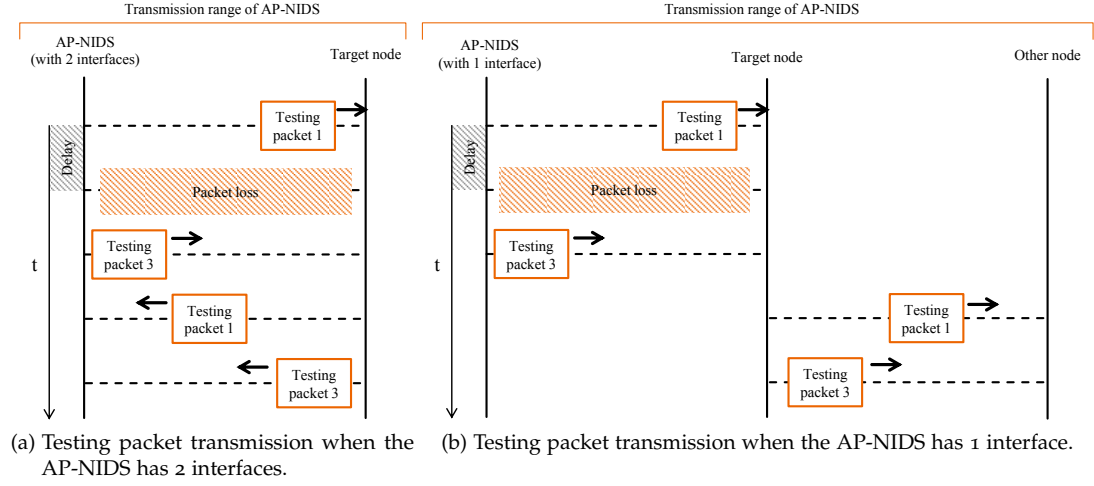 Transmission range of AP-NIDS
AP-NIDS
(with 2 interfaces)
Target node
Testing
packet 1
Delay
Packet loss
Testing
packet 3
t
Testing
packet 1
Testing
packet 3
(a) Testing packet transmission when the
AP-NIDS has 2 interfaces.
Transmission range of AP-NIDS
AP-NIDS
(with 1 interface)
Target node
Other node
Testing
packet 1
Delay
Packet loss
Testing
packet 3
t
Testing
packet 1
Testing
packet 3
(b) Testing packet transmission when the AP-NIDS has 1 interface.